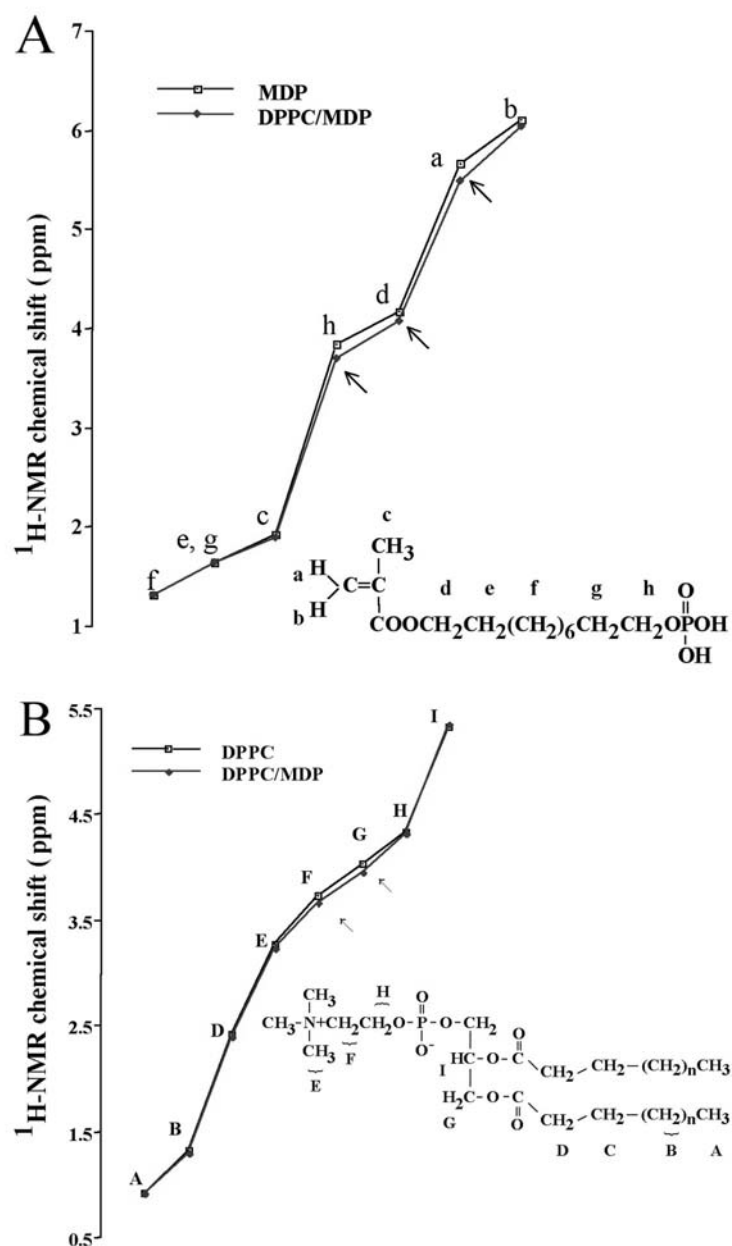 A
7
MDP
DPPC/MDP
b
6
a
5
d
h
4
3
c
e, g
f
2
1
¹H-NMR chemical shift ( ppm)
c
a H CH₃
C=C d e f g h O
b H
COOCH₂CH₂(CH₂)₆CH₂CH₂OPOH
OH
B
5.5
I
DPPC
DPPC/MDP
H
4.5
G
F
3.5
E
D
2.5
B
1.5
A
0.5
¹H-NMR chemical shift ( ppm)
CH₃ H O
CH₃-N+-CH₂-CH₂-O-P-O-CH₂
CH₃ F O⁻ O
E I HC-O-C CH₂ CH₂-(CH₂)nCH₃
H₂C-O-C CH₂ CH₂-(CH₂)nCH₃
G O
D C B A